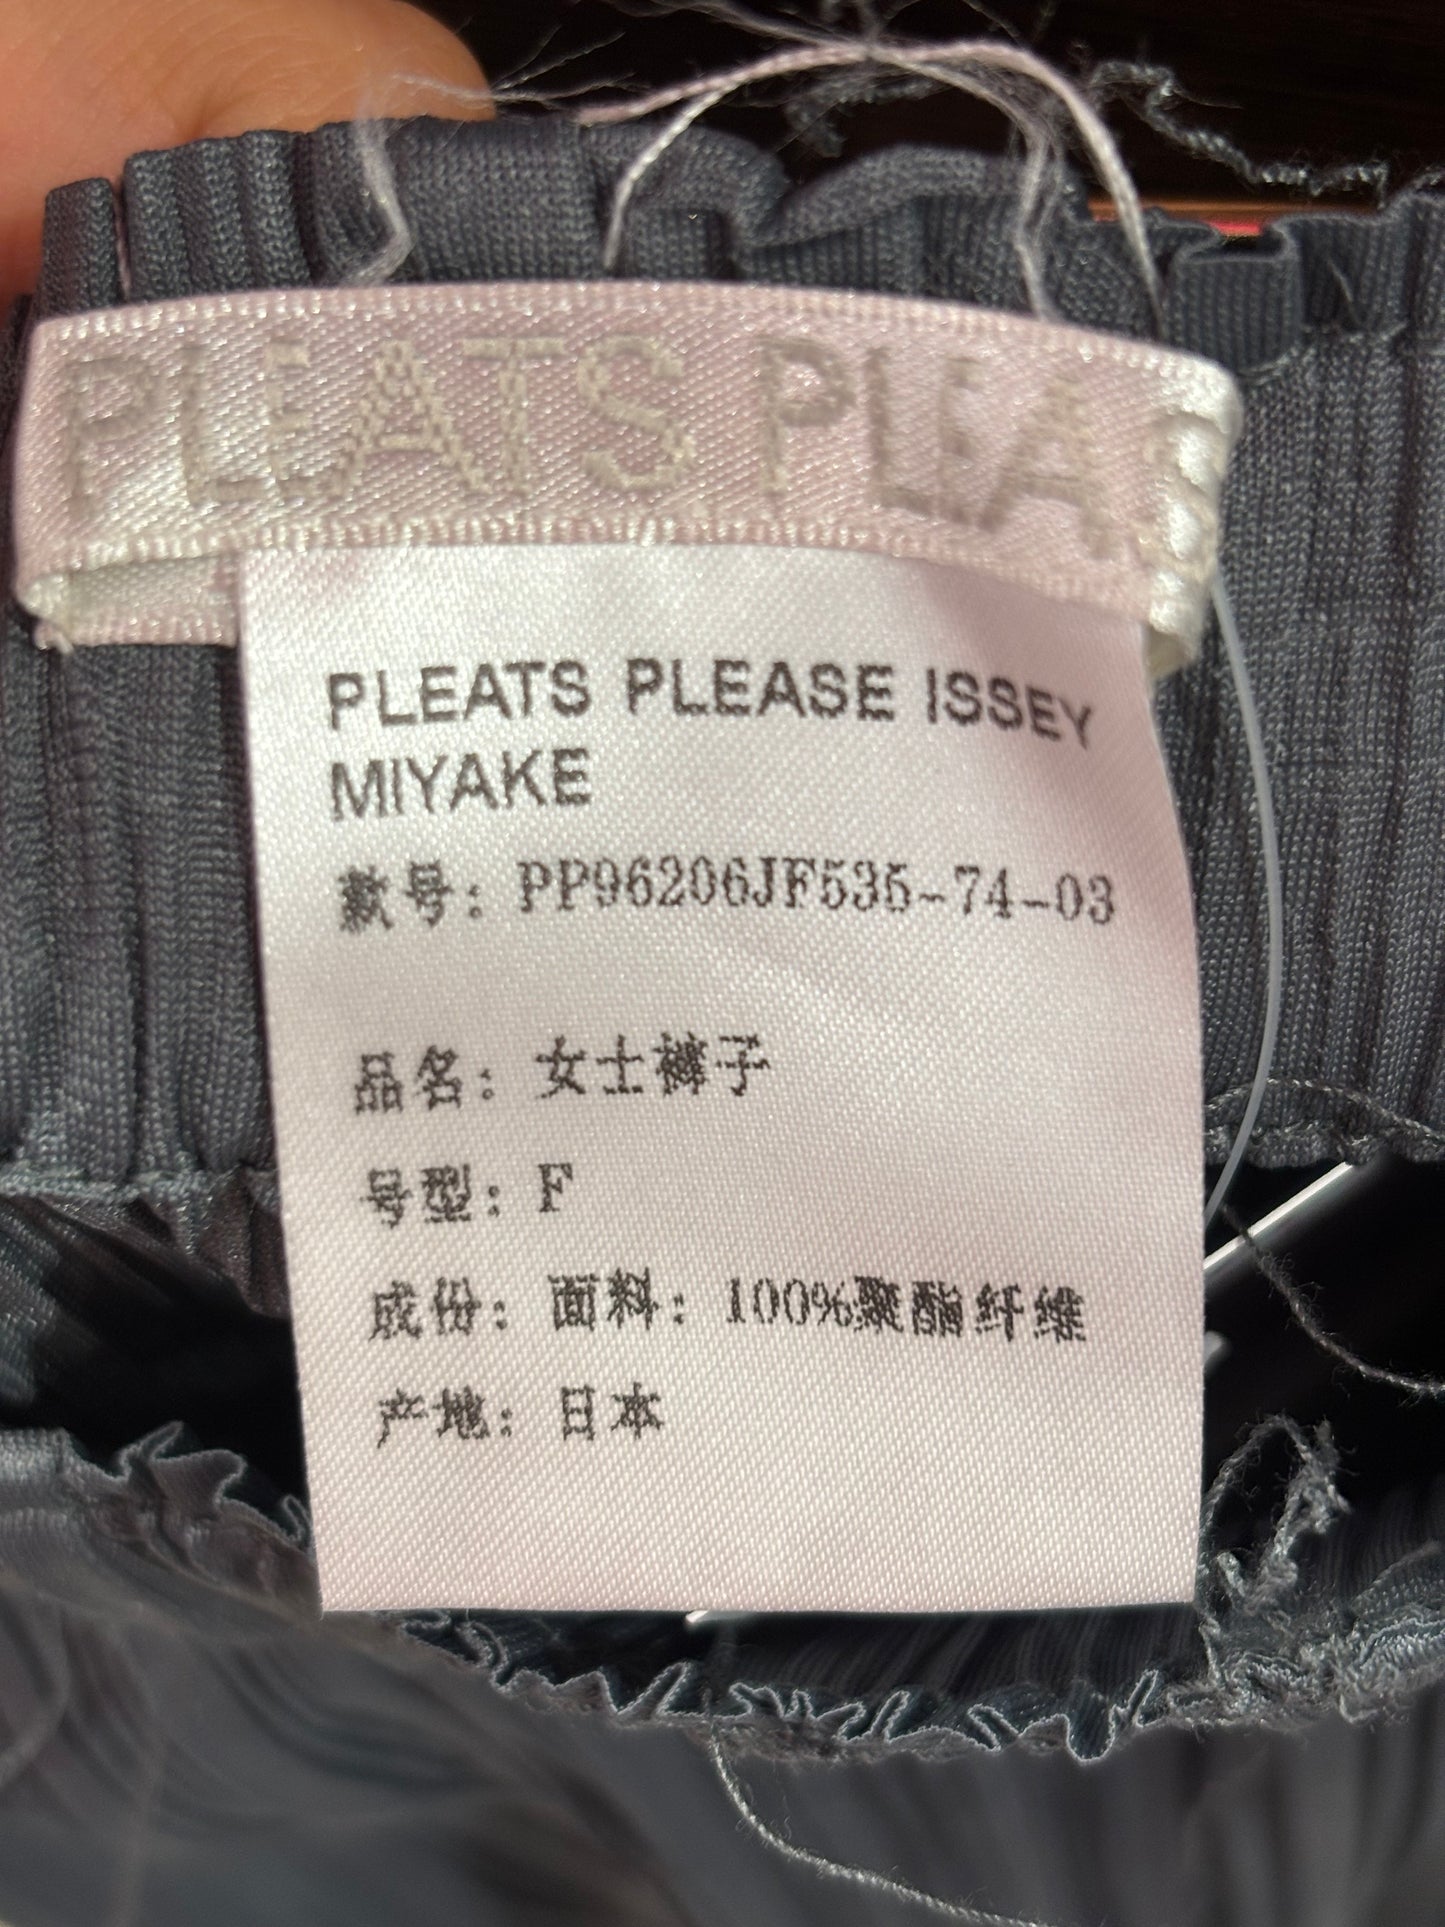 PLEATS PLEAS
PLEATS PLEASE ISSEY
MIYAKE
款号: PP96206JF535-74-03
品名: 女士裤子
号型: F
成份: 面料: 100%聚酯纤维
产地: 日本